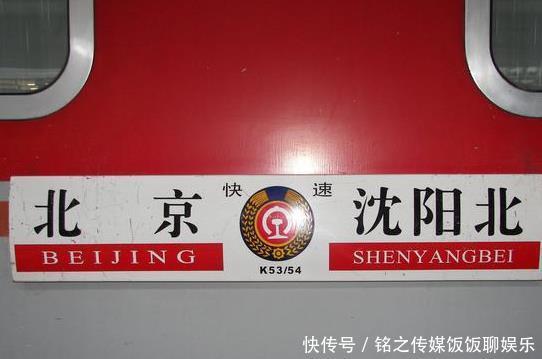 北京 快速 沈阳北
BEIJING K53/54 SHENYANGBEI
快传号 / 铭之传媒饭饭聊娱乐